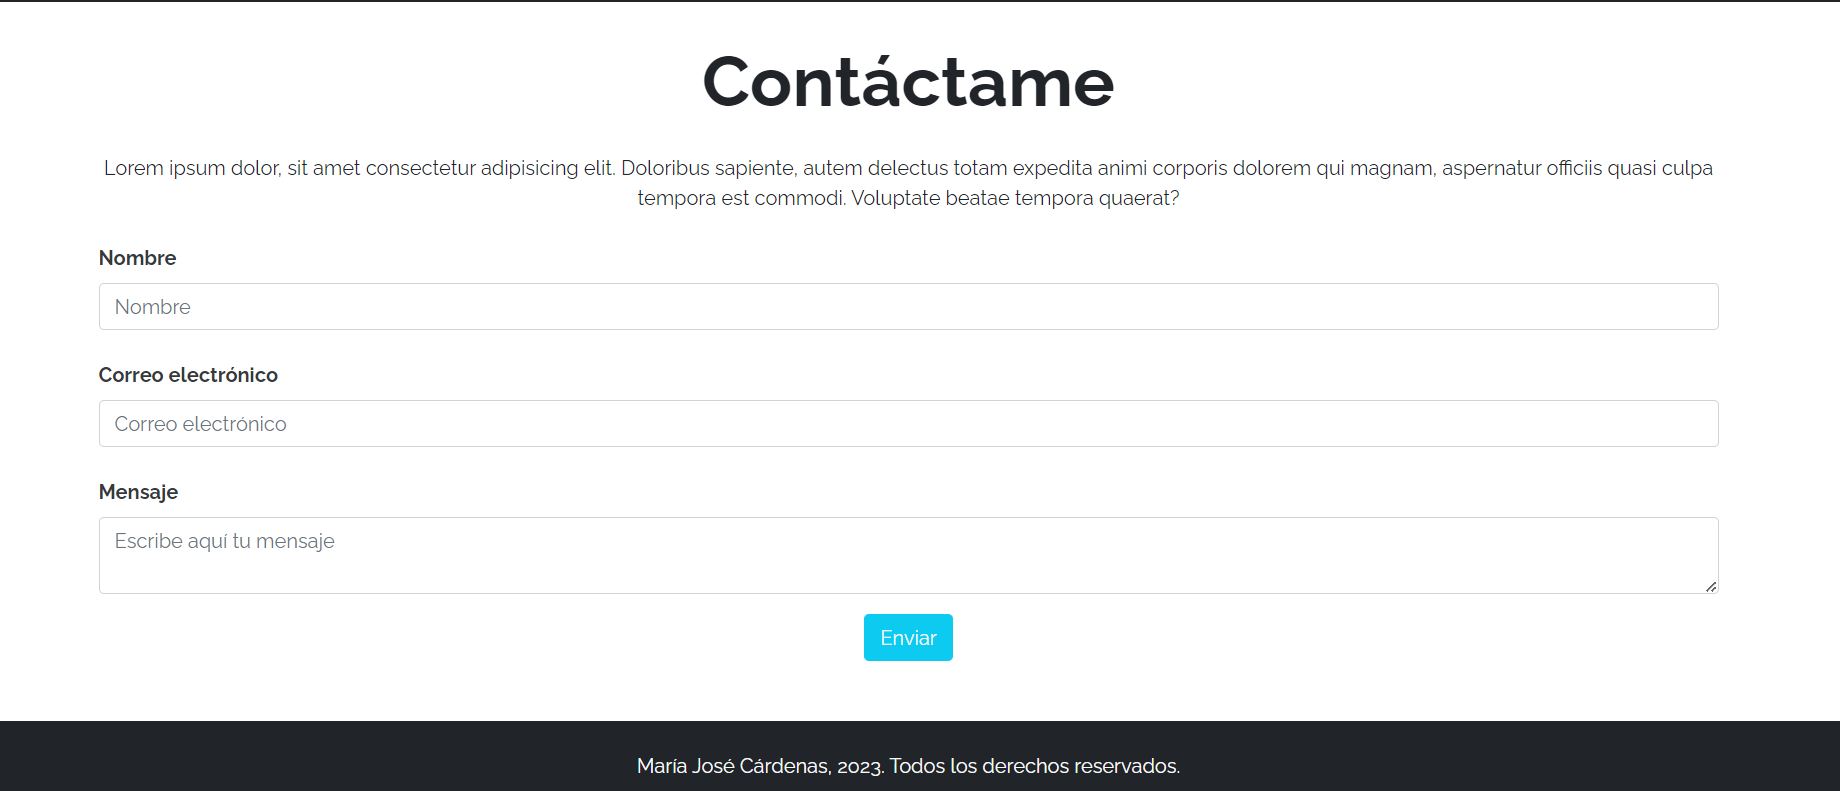 Contáctame
Lorem ipsum dolor, sit amet consectetur adipisicing elit. Doloribus sapiente, autem delectus totam expedita animi corporis dolorem qui magnam, aspernatur officiis quasi culpa
tempora est commodi. Voluptate beatae tempora quaerat?
Nombre
Nombre
Correo electrónico
Correo electrónico
Mensaje
Escribe aquí tu mensaje
Enviar
María José Cárdenas, 2023. Todos los derechos reservados.